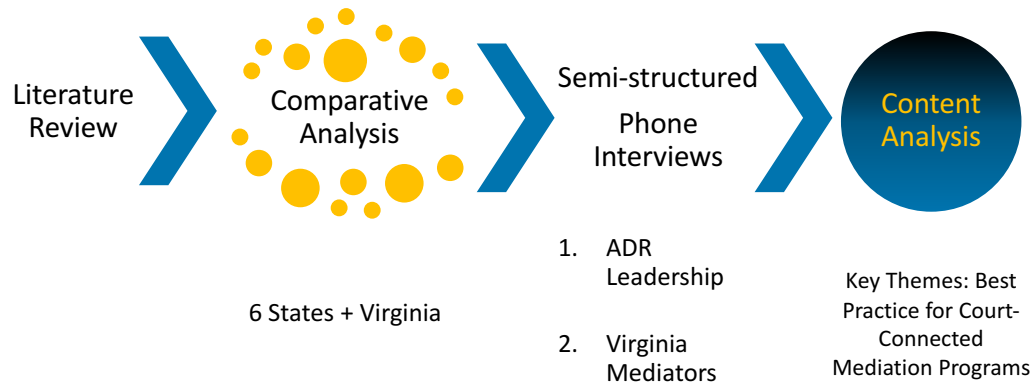 Literature
Review
Comparative
Analysis
6 States + Virginia
Semi-structured
Phone
Interviews
1. ADR
Leadership
2. Virginia
Mediators
Content
Analysis
Key Themes: Best
Practice for Court-
Connected
Mediation Programs